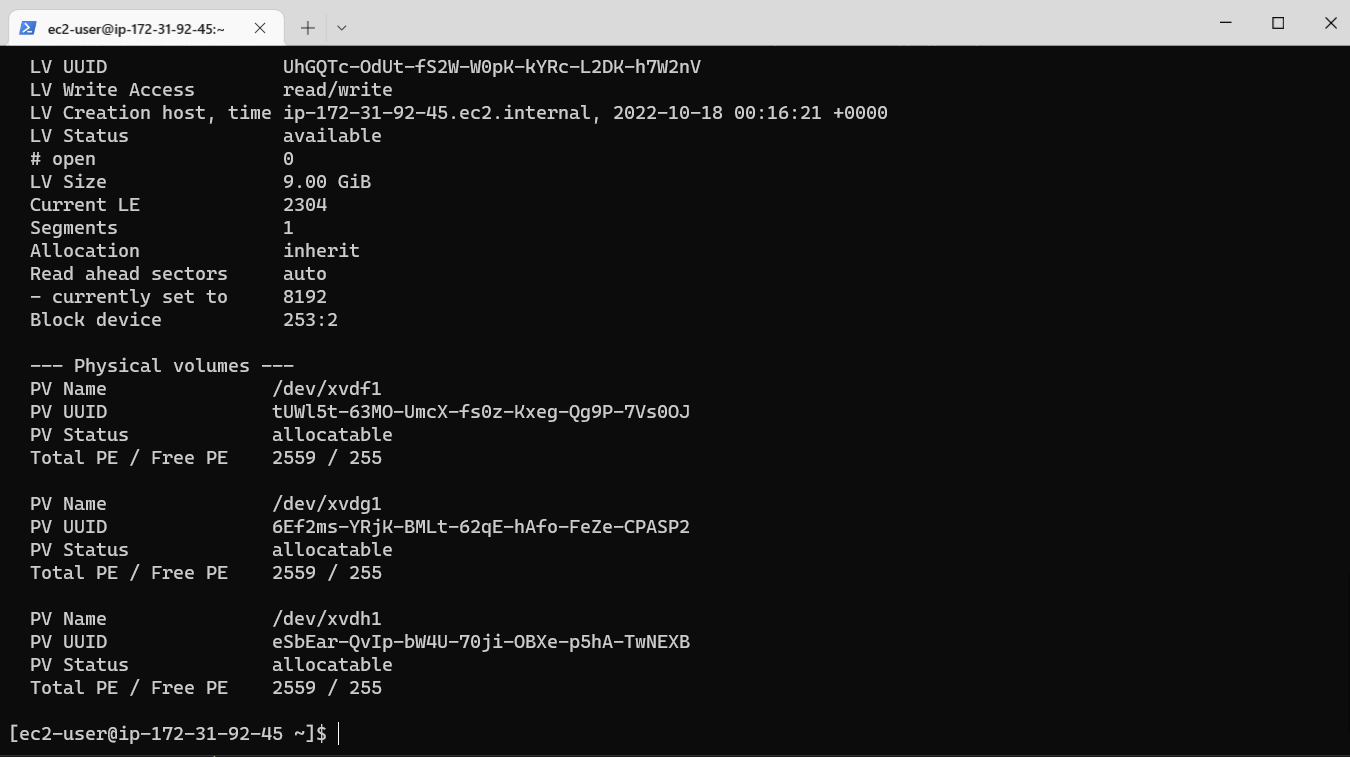 ec2-user@ip-172-31-92-45:~
LV UUID                UhGQTc-OdUt-fS2W-W0pK-kYRc-L2DK-h7W2nV
LV Write Access        read/write
LV Creation host, time ip-172-31-92-45.ec2.internal, 2022-10-18 00:16:21 +0000
LV Status              available
# open                 0
LV Size                9.00 GiB
Current LE             2304
Segments               1
Allocation             inherit
Read ahead sectors     auto
- currently set to     8192
Block device           253:2
--- Physical volumes ---
PV Name               /dev/xvdf1
PV UUID               tUWl5t-63MO-UmcX-fs0z-Kxeg-Qg9P-7Vs0OJ
PV Status             allocatable
Total PE / Free PE    2559 / 255
PV Name               /dev/xvdg1
PV UUID               6Ef2ms-YRjK-BMLt-62qE-hAfo-FeZe-CPASP2
PV Status             allocatable
Total PE / Free PE    2559 / 255
PV Name               /dev/xvdh1
PV UUID               eSbEar-QvIp-bW4U-70ji-OBXe-p5hA-TwNEXB
PV Status             allocatable
Total PE / Free PE    2559 / 255
[ec2-user@ip-172-31-92-45 ~]$